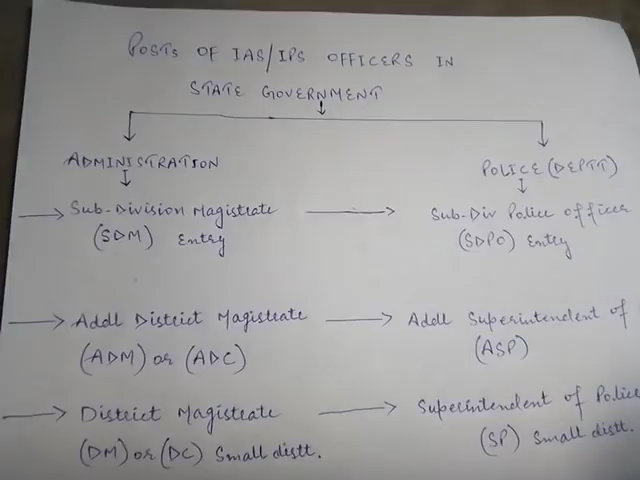 POSTS OF IAS/IPS OFFICERS IN
STATE GOVERNMENT
ADMINISTRATION
POLICE (DEPTT)
Sub-Division Magistrate
Sub-Div Police officer
(SDM) Entry
(SDPO) Entry
Addl District Magistrate
Addl Superintendent of
(ADM) or (ADC)
(ASP)
District Magistrate
Superintendent of Police
(DM) or (DC) Small distt.
(SP) Small distt.